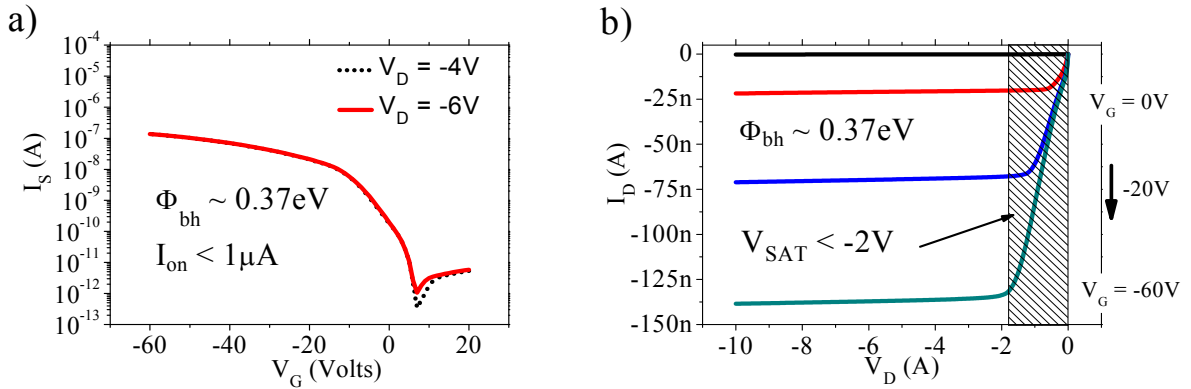 a)
10⁻⁴
10⁻⁵
10⁻⁶
10⁻⁷
10⁻⁸
10⁻⁹
10⁻¹⁰
10⁻¹¹
10⁻¹²
10⁻¹³
I_S (A)
V_D = -4V
V_D = -6V
Φ_bh ~ 0.37eV
I_on < 1μA
-60 -40 -20 0 20
V_G (Volts)
b)
0
-25n
-50n
-75n
-100n
-125n
-150n
I_D (A)
Φ_bh ~ 0.37eV
V_SAT < -2V
V_G = 0V
-20V
V_G = -60V
-10 -8 -6 -4 -2 0
V_D (A)